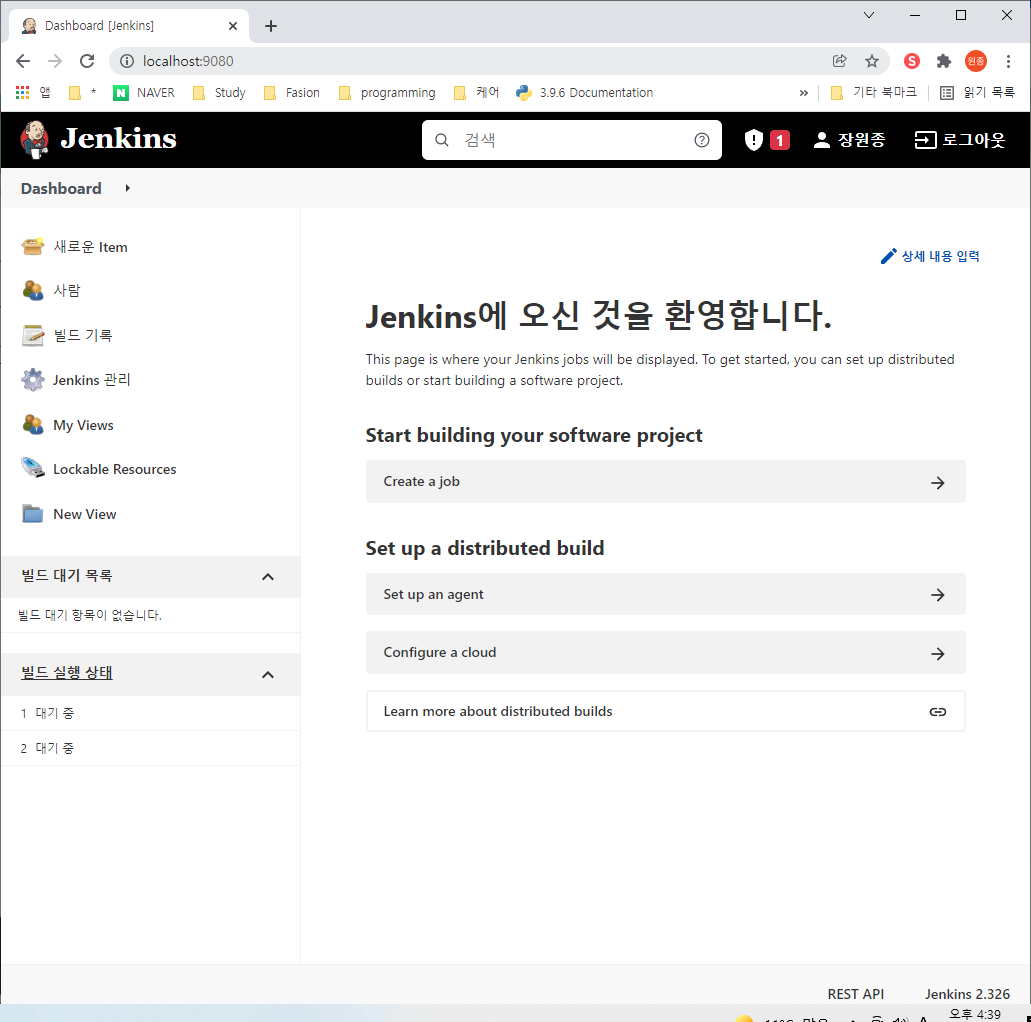 Dashboard [Jenkins]
localhost:9080
S
원종
앱
*
NAVER
Study
Fasion
programming
케어
3.9.6 Documentation
»
기타 북마크
읽기 목록
Jenkins
검색
1
장원종
로그아웃
Dashboard
새로운 Item
사람
빌드 기록
Jenkins 관리
My Views
Lockable Resources
New View
빌드 대기 목록
빌드 대기 항목이 없습니다.
빌드 실행 상태
1 대기 중
2 대기 중
상세 내용 입력
Jenkins에 오신 것을 환영합니다.
This page is where your Jenkins jobs will be displayed. To get started, you can set up distributed
builds or start building a software project.
Start building your software project
Create a job
Set up a distributed build
Set up an agent
Configure a cloud
Learn more about distributed builds
REST API
Jenkins 2.326
오후 4:39